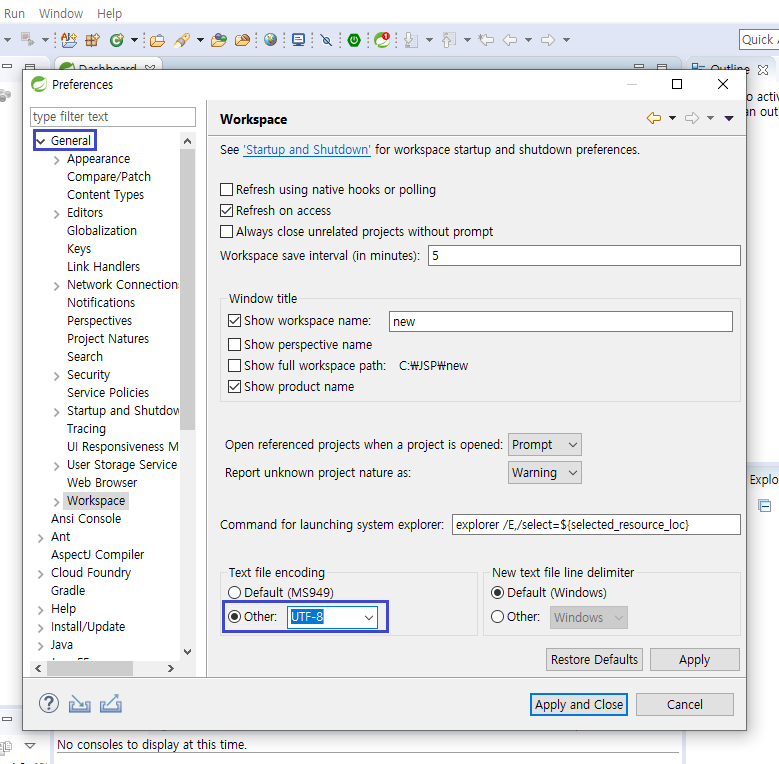 Run Window Help
Quick A
Dashboard
Outline
Preferences
type filter text
Workspace
General
Appearance
Compare/Patch
Content Types
Editors
Globalization
Keys
Link Handlers
Network Connection
Notifications
Perspectives
Project Natures
Search
Security
Service Policies
Startup and Shutdow
Tracing
UI Responsiveness M
User Storage Service
Web Browser
Workspace
Ansi Console
Ant
AspectJ Compiler
Cloud Foundry
Gradle
Help
Install/Update
Java
See 'Startup and Shutdown' for workspace startup and shutdown preferences.
Refresh using native hooks or polling
Refresh on access
Always close unrelated projects without prompt
Workspace save interval (in minutes): 5
Window title
Show workspace name: new
Show perspective name
Show full workspace path: C:₩JSP₩new
Show product name
Open referenced projects when a project is opened: Prompt
Report unknown project nature as: Warning
Command for launching system explorer: explorer /E,/select=${selected_resource_loc}
Text file encoding
Default (MS949)
Other: UTF-8
New text file line delimiter
Default (Windows)
Other: Windows
Restore Defaults Apply
Apply and Close Cancel
o activ
an out
Explo
No consoles to display at this time.